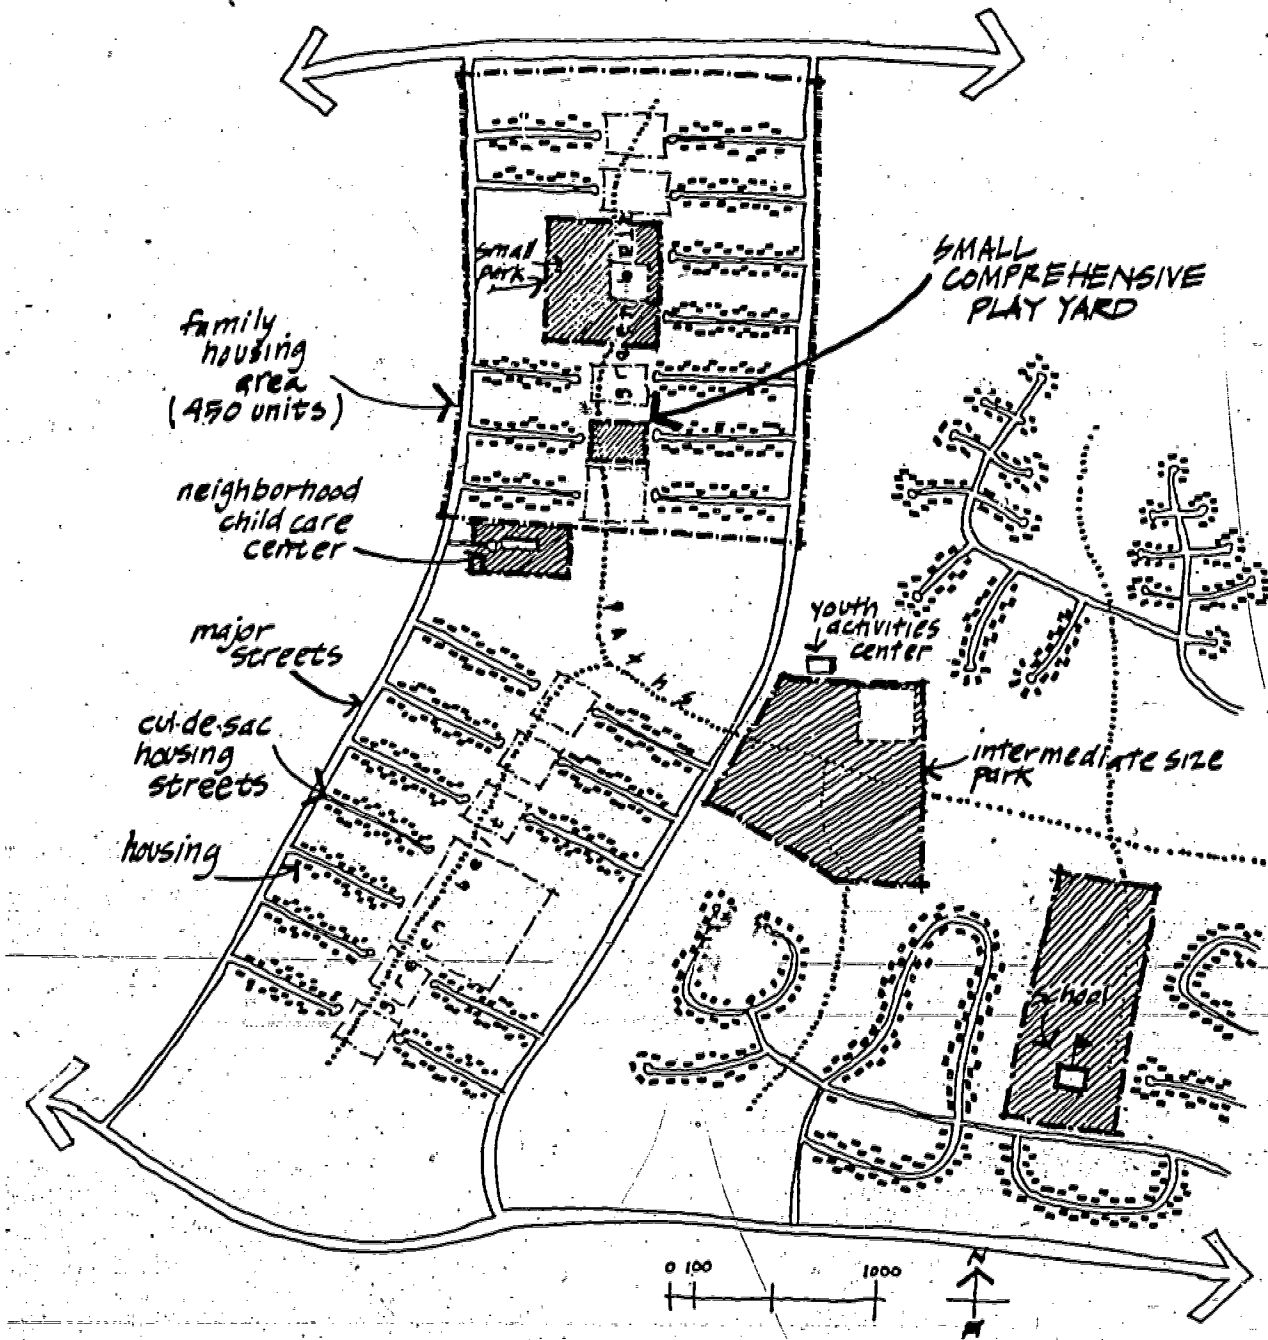 SMALL
COMPREHENSIVE
PLAY YARD
small
park
family
housing
area
(450 units)
neighborhood
child care
center
major
streets
cul-de-sac
housing
streets
housing
youth
activities
center
paths
intermediate size
park
school
0 100 1000
N